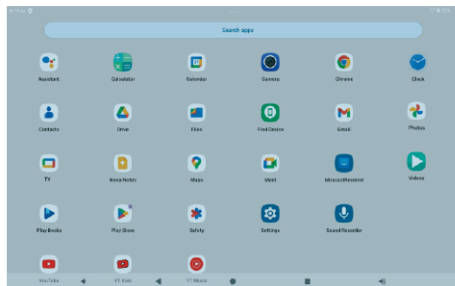 Search apps
Assistant Calculator Calendar Camera Chrome Clock
Contacts Drive Files Find Device Gmail Photos
TV Keep Notes Maps Meet MiracastReceiver Videos
Play Books Play Store Safety Settings Sound Recorder
YouTube YT Kids YT Music